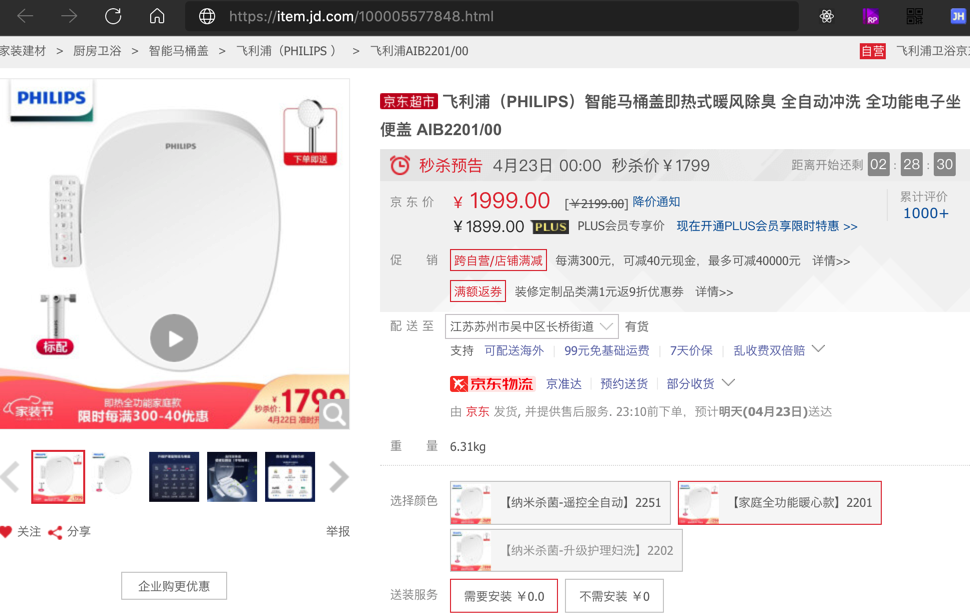 https://item.jd.com/100005577848.html
RP
JH
家装建材 > 厨房卫浴 > 智能马桶盖 > 飞利浦（PHILIPS ） > 飞利浦AIB2201/00
自营 飞利浦卫浴京
PHILIPS
PHILIPS
下单即送
标配
家装节
即热全功能家庭款
限时每满300-40优惠
秒杀价:
¥1799
4月22日 准时开
京东超市 飞利浦（PHILIPS）智能马桶盖即热式暖风除臭 全自动冲洗 全功能电子坐
便盖 AIB2201/00
秒杀预告 4月23日 00:00 秒杀价￥1799 距离开始还剩 02 : 28 : 30
京 东 价 ￥ 1999.00 [￥2199.00] 降价通知
累计评价
1000+
￥1899.00 PLUS PLUS会员专享价 现在开通PLUS会员享限时特惠 >>
促 销 跨自营/店铺满减 每满300元，可减40元现金，最多可减40000元 详情>>
满额返券 装修定制品类满1元返9折优惠券 详情>>
配 送 至 江苏苏州市吴中区长桥街道 有货
支持 可配送海外 99元免基础运费 7天价保 乱收费双倍赔
京东物流 京准达 预约送货 部分收货
由 京东 发货, 并提供售后服务. 23:10前下单，预计明天(04月23日)送达
重 量 6.31kg
选择颜色 【纳米杀菌-遥控全自动】2251 【家庭全功能暖心款】2201
【纳米杀菌-升级护理妇洗】2202
关注 分享 举报
企业购更优惠
送装服务 需要安装 ￥0.0 不需安装 ￥0